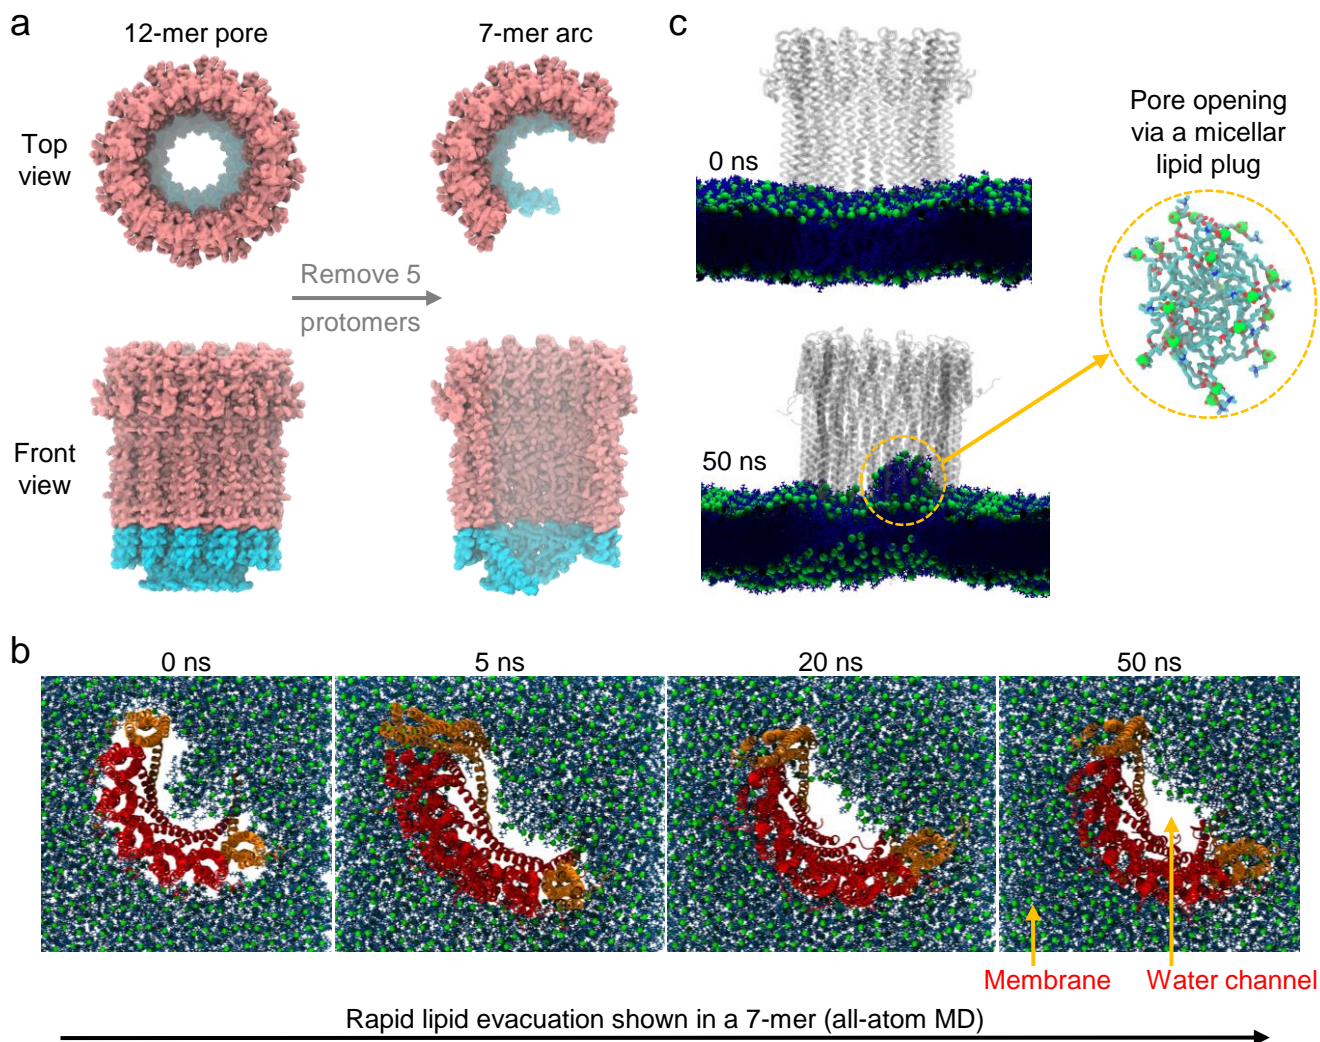 a
12-mer pore
7-mer arc
Top
view
Remove 5
protomers
Front
view
c
0 ns
50 ns
Pore opening
via a micellar
lipid plug
b
0 ns
5 ns
20 ns
50 ns
Membrane
Water channel
Rapid lipid evacuation shown in a 7-mer (all-atom MD)